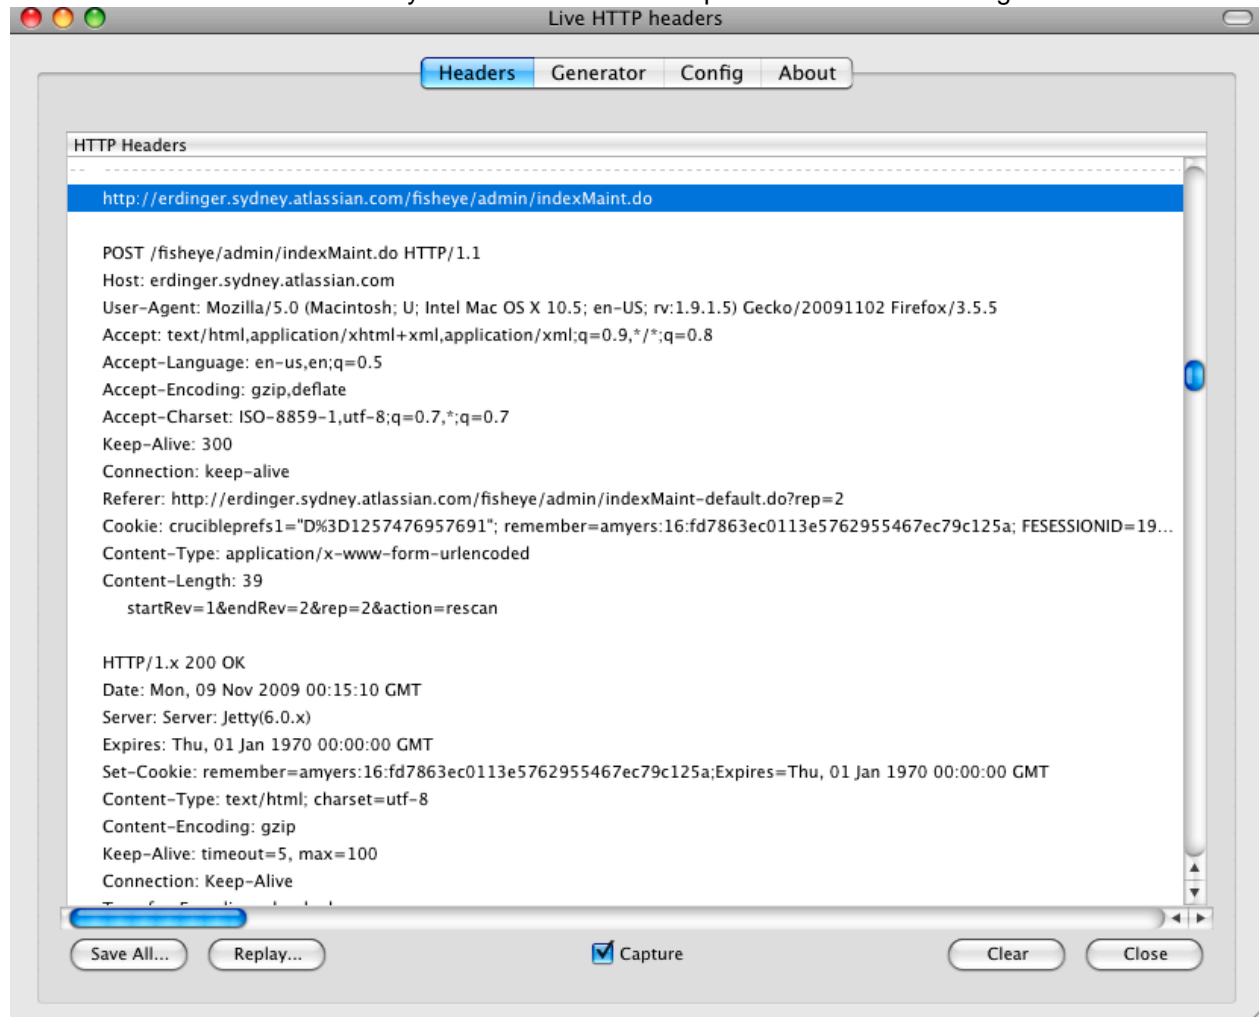 Live HTTP headers
Headers Generator Config About
HTTP Headers
http://erdinger.sydney.atlassian.com/fisheye/admin/indexMaint.do
POST /fisheye/admin/indexMaint.do HTTP/1.1
Host: erdinger.sydney.atlassian.com
User-Agent: Mozilla/5.0 (Macintosh; U; Intel Mac OS X 10.5; en-US; rv:1.9.1.5) Gecko/20091102 Firefox/3.5.5
Accept: text/html,application/xhtml+xml,application/xml;q=0.9,*/*;q=0.8
Accept-Language: en-us,en;q=0.5
Accept-Encoding: gzip,deflate
Accept-Charset: ISO-8859-1,utf-8;q=0.7,*;q=0.7
Keep-Alive: 300
Connection: keep-alive
Referer: http://erdinger.sydney.atlassian.com/fisheye/admin/indexMaint-default.do?rep=2
Cookie: crucibleprefs1="D%3D1257476957691"; remember=amyers:16:fd7863ec0113e5762955467ec79c125a; FESESSIONID=19...
Content-Type: application/x-www-form-urlencoded
Content-Length: 39
startRev=1&endRev=2&rep=2&action=rescan
HTTP/1.x 200 OK
Date: Mon, 09 Nov 2009 00:15:10 GMT
Server: Server: Jetty(6.0.x)
Expires: Thu, 01 Jan 1970 00:00:00 GMT
Set-Cookie: remember=amyers:16:fd7863ec0113e5762955467ec79c125a;Expires=Thu, 01 Jan 1970 00:00:00 GMT
Content-Type: text/html; charset=utf-8
Content-Encoding: gzip
Keep-Alive: timeout=5, max=100
Connection: Keep-Alive
Save All... Replay... Capture Clear Close